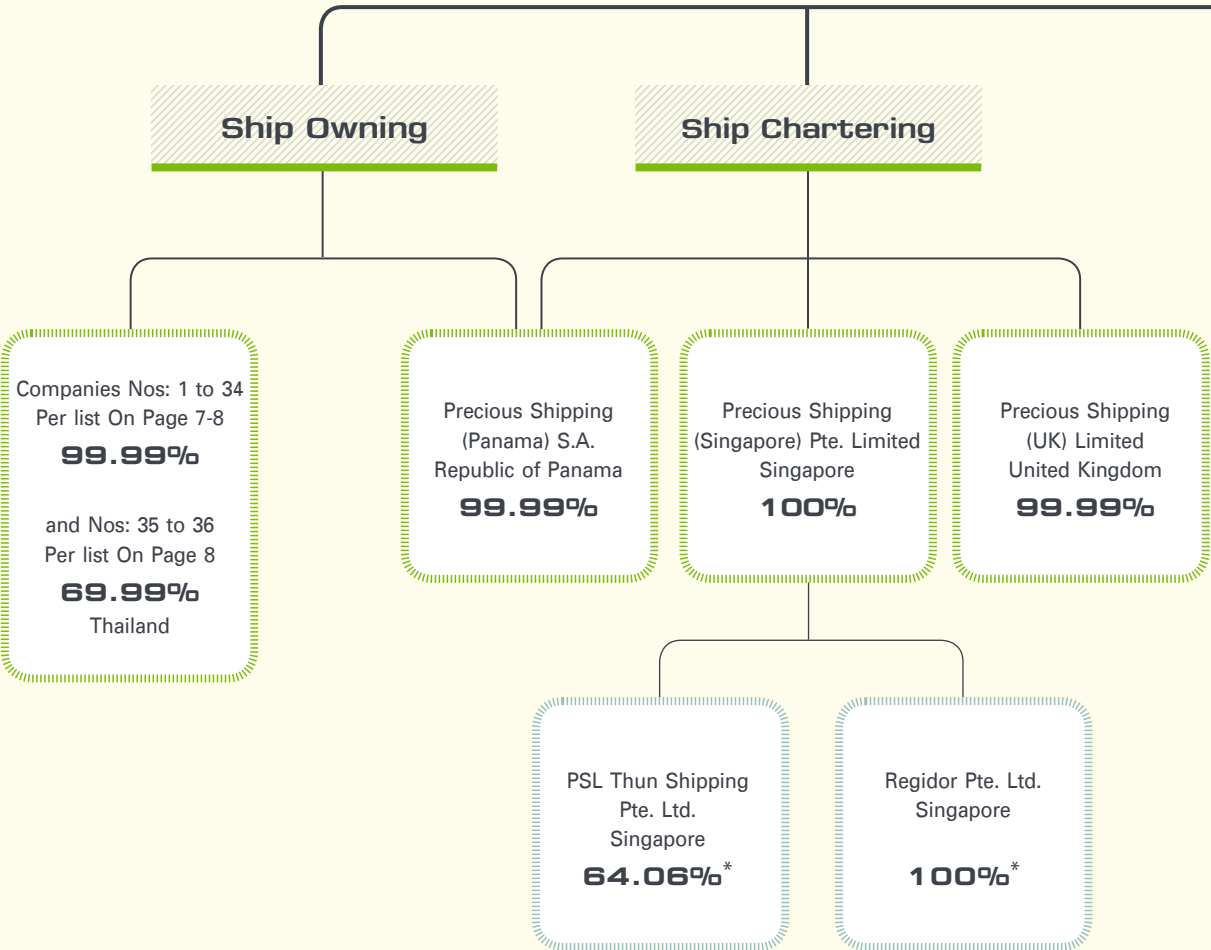 Ship Owning
Ship Chartering
Companies Nos: 1 to 34
Per list On Page 7-8
99.99%
and Nos: 35 to 36
Per list On Page 8
69.99%
Thailand
Precious Shipping
(Panama) S.A.
Republic of Panama
99.99%
Precious Shipping
(Singapore) Pte. Limited
Singapore
100%
Precious Shipping
(UK) Limited
United Kingdom
99.99%
PSL Thun Shipping
Pte. Ltd.
Singapore
64.06%*
Regidor Pte. Ltd.
Singapore
100%*